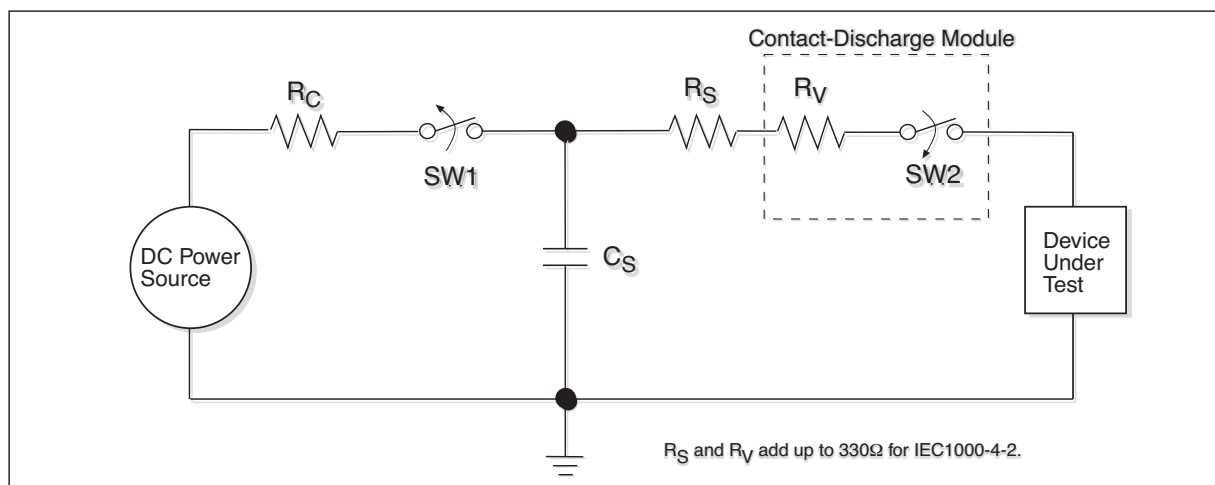 Contact-Discharge Module
RC
RS
RV
SW1
SW2
DC Power
Source
CS
Device
Under
Test
RS and RV add up to 330Ω for IEC1000-4-2.